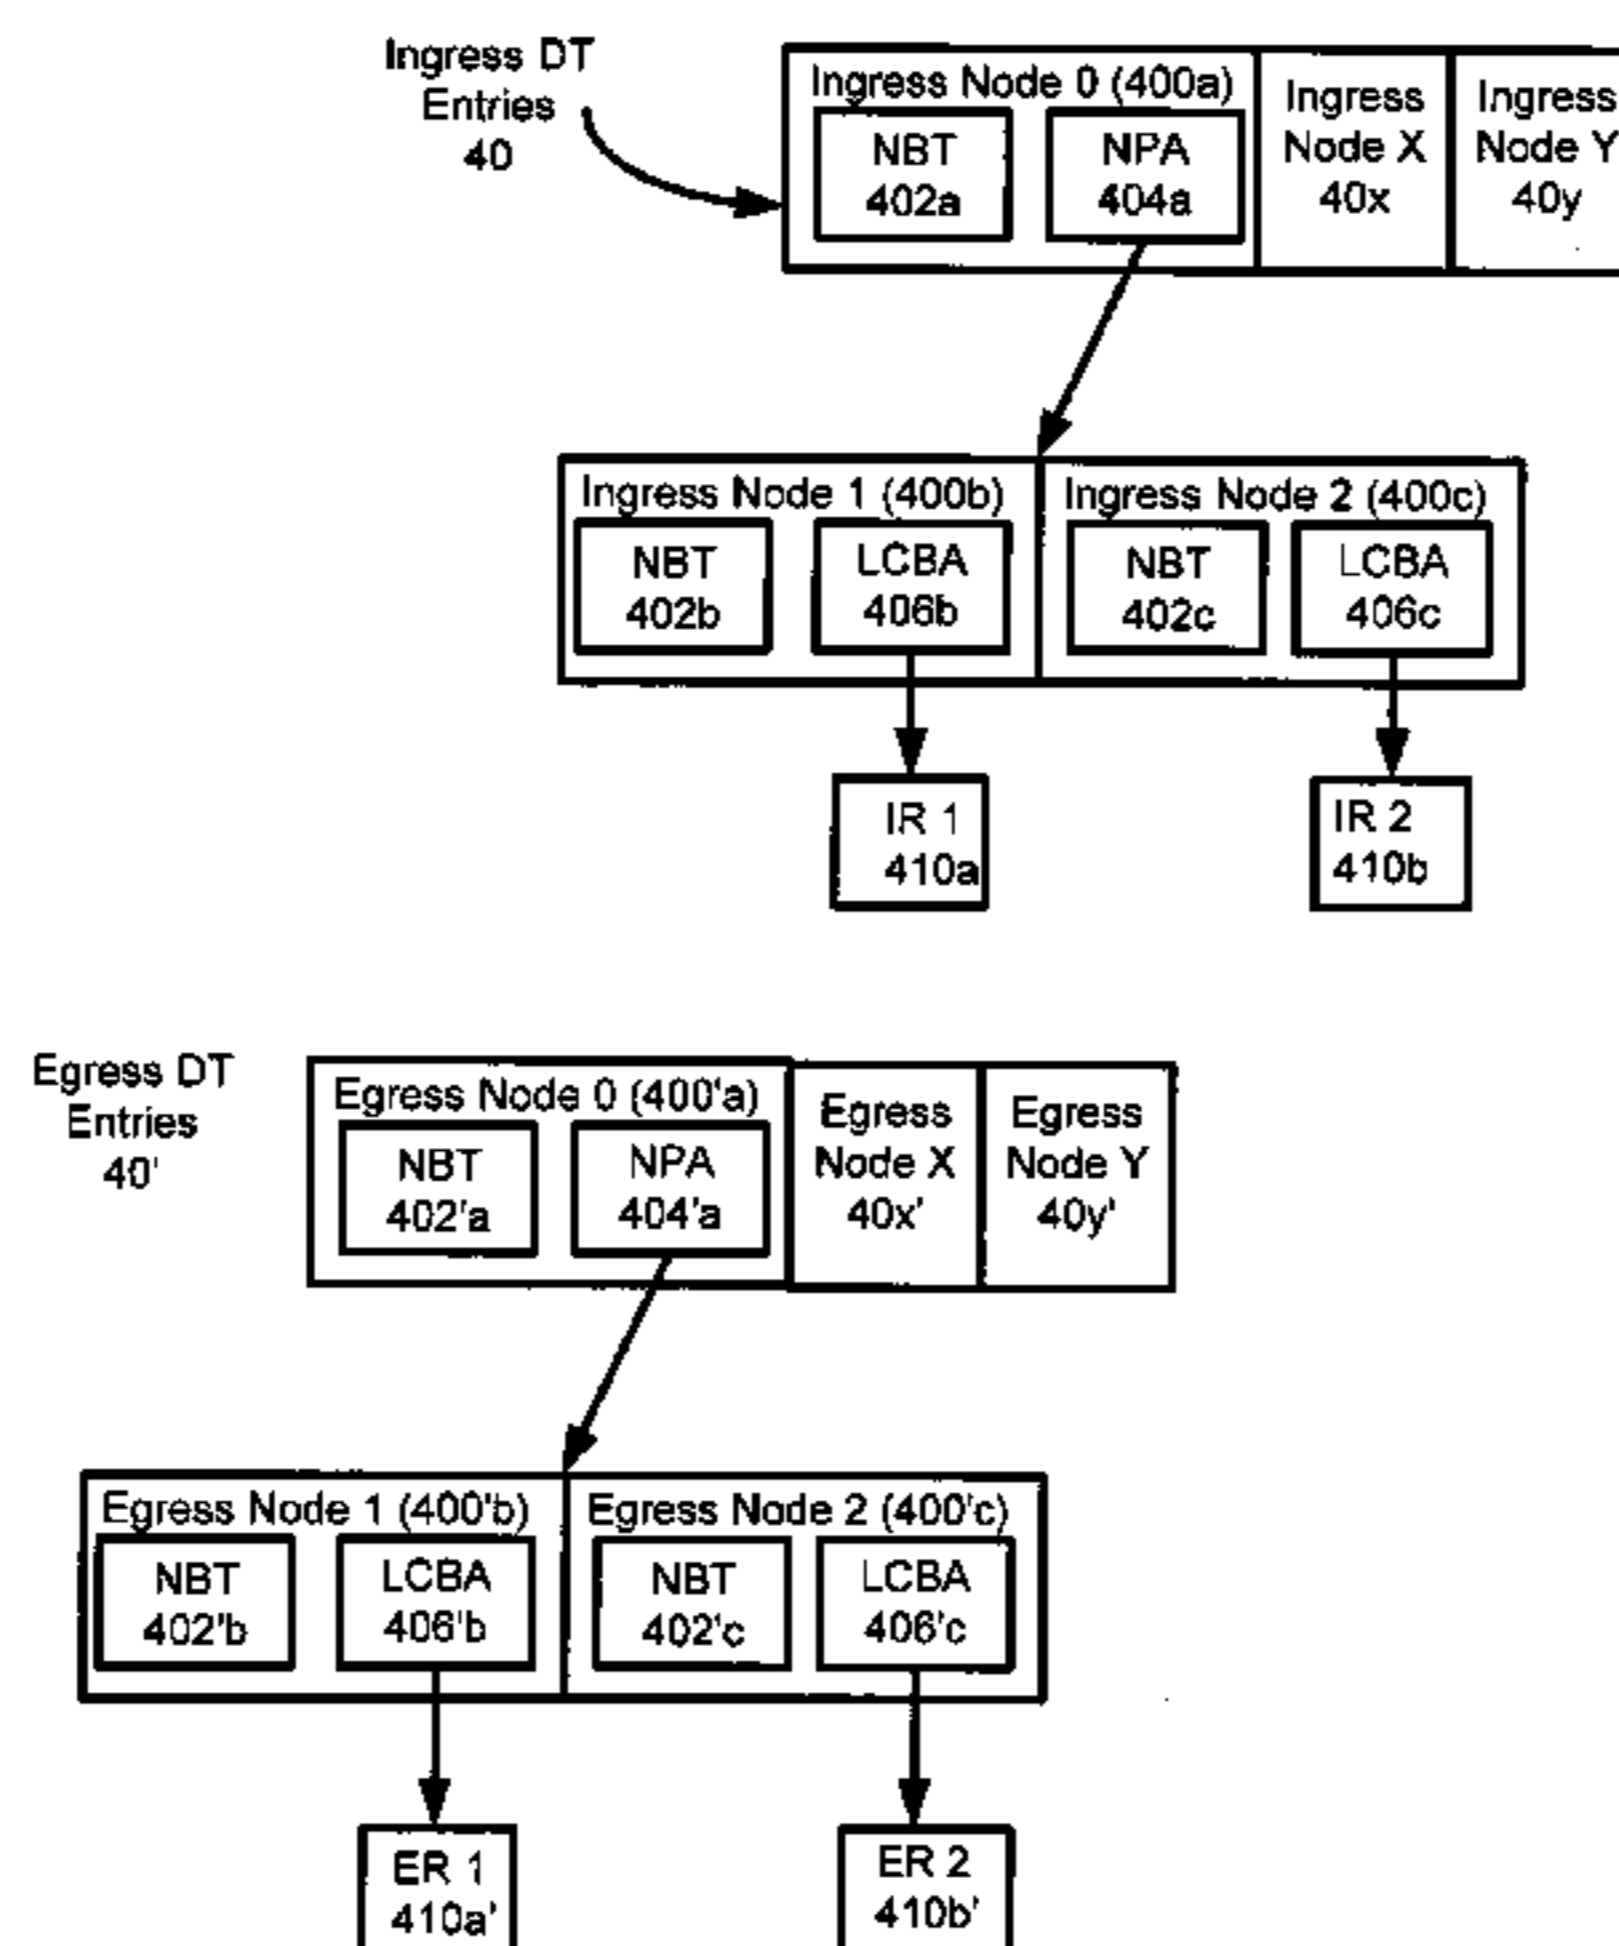 Ingress DT
Entries
40
Ingress Node 0 (400a)
NBT
402a
NPA
404a
Ingress
Node X
40x
Ingress
Node Y
40y
Ingress Node 1 (400b)
NBT
402b
LCBA
406b
Ingress Node 2 (400c)
NBT
402c
LCBA
406c
IR 1
410a
IR 2
410b
Egress DT
Entries
40'
Egress Node 0 (400'a)
NBT
402'a
NPA
404'a
Egress
Node X
40x'
Egress
Node Y
40y'
Egress Node 1 (400'b)
NBT
402'b
LCBA
406'b
Egress Node 2 (400'c)
NBT
402'c
LCBA
406'c
ER 1
410a'
ER 2
410b'